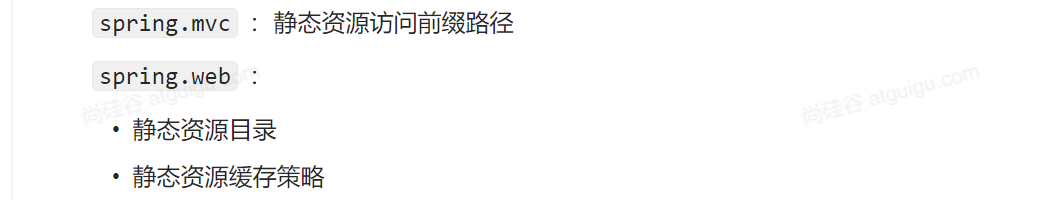 spring.mvc ： 静态资源访问前缀路径
spring.web ：
尚硅谷 atguigu.com
尚硅谷 atguigu.com
• 静态资源目录
• 静态资源缓存策略